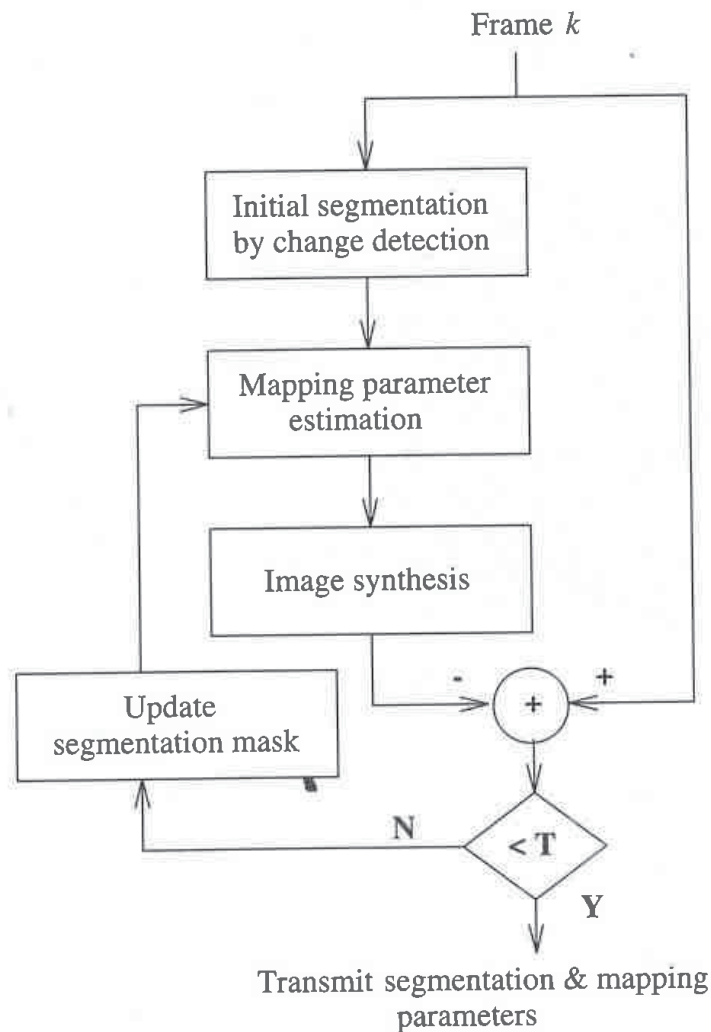 Frame k
Initial segmentation
by change detection
Mapping parameter
estimation
Image synthesis
- +
+
Update
segmentation mask
N
< T
Y
Transmit segmentation & mapping
parameters